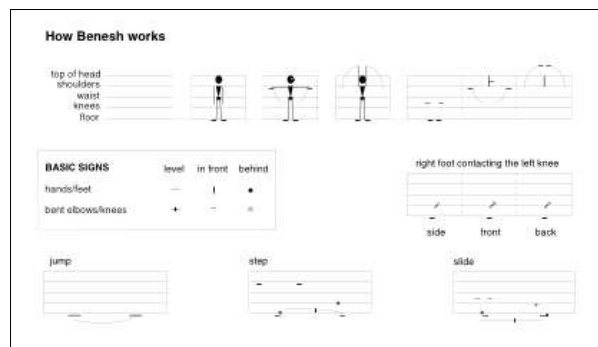 How Benesh works
top of head
shoulders
waist
knees
floor
BASIC SIGNS level in front behind
hands/feet
bent elbows/knees
right foot contacting the left knee
side front back
jump step slide